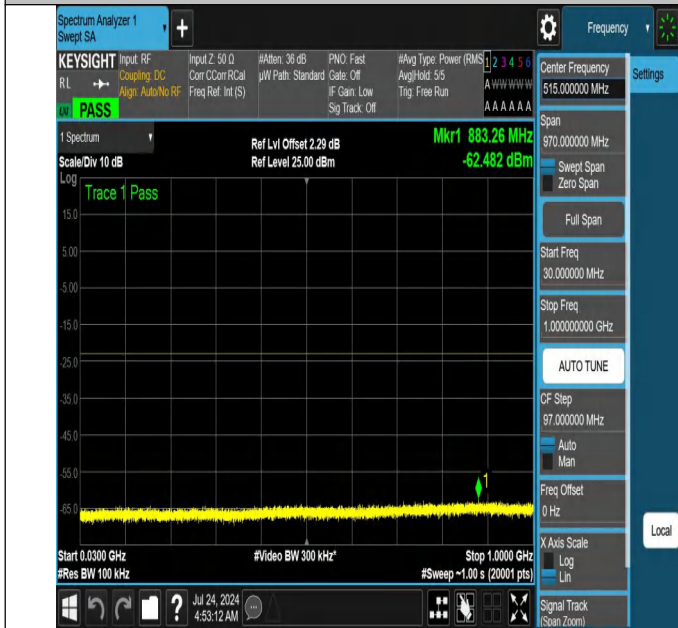 Spectrum Analyzer 1
Swept SA
Frequency
KEYSIGHT
RL
PASS
Input: RF
Coupling: DC
Align: Auto/No RF
Input Z: 50 Ω
Corr CCorr RCal
Freq Ref: Int (S)
#Atten: 36 dB
µW Path: Standard
PNO: Fast
Gate: Off
IF Gain: Low
Sig Track: Off
#Avg Type: Power (RMS
Avg|Hold: 5/5
Trig: Free Run
1 2 3 4 5 6
A W W W W W
A A A A A A
Center Frequency
515.000000 MHz
Settings
Span
970.000000 MHz
Swept Span
Zero Span
Full Span
Start Freq
30.000000 MHz
Stop Freq
1.000000000 GHz
AUTO TUNE
CF Step
97.000000 MHz
Auto
Man
Freq Offset
0 Hz
X Axis Scale
Log
Lin
Signal Track
(Span Zoom)
Local
1 Spectrum
Scale/Div 10 dB
Ref Lvl Offset 2.29 dB
Ref Level 25.00 dBm
Mkr1 883.26 MHz
-62.482 dBm
Log
Trace 1 Pass
15.0
5.00
-5.00
-15.0
-25.0
-35.0
-45.0
-55.0
-65.0
1
Start 0.0300 GHz
#Res BW 100 kHz
#Video BW 300 kHz*
Stop 1.0000 GHz
#Sweep ~1.00 s (20001 pts)
?
Jul 24, 2024
4:53:12 AM